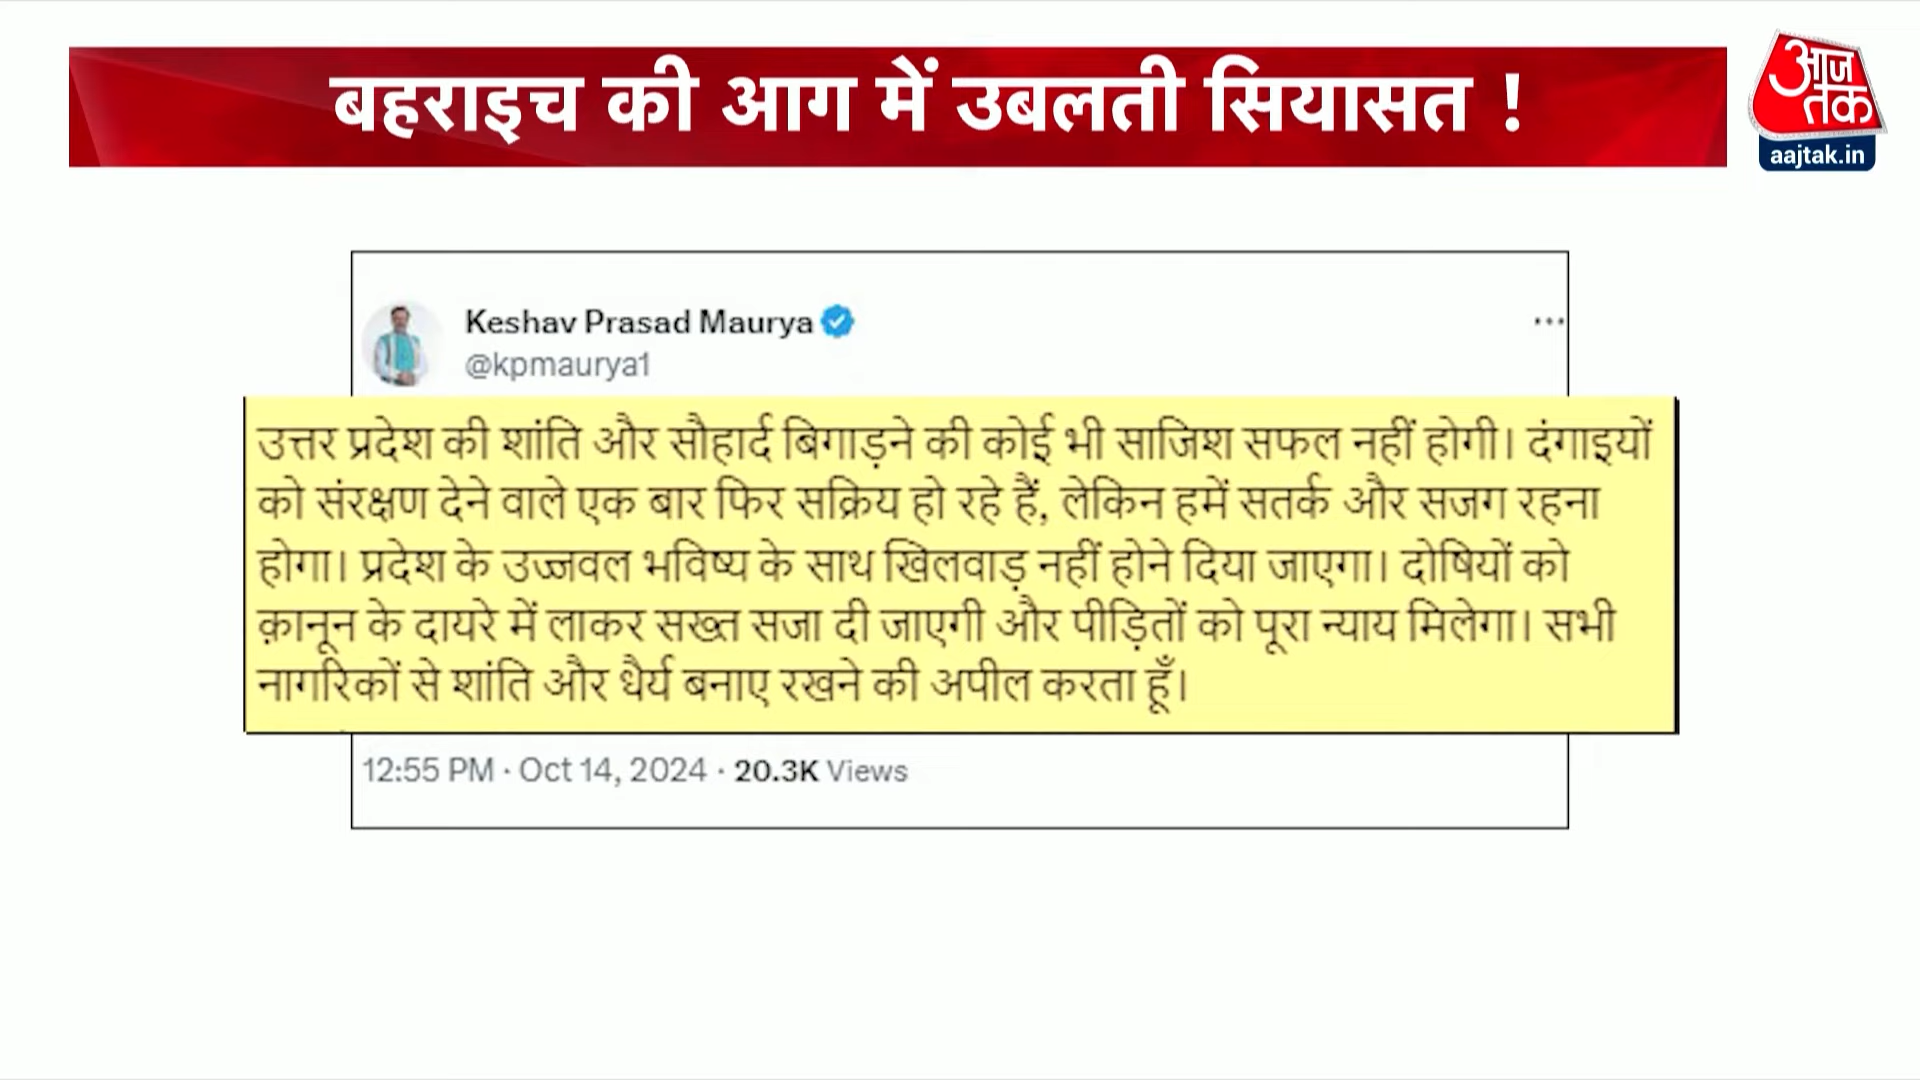 बहराइच की आग में उबलती सियासत !
आज
तक
aajtak.in
Keshav Prasad Maurya
@kpmaurya1
उत्तर प्रदेश की शांति और सौहार्द बिगाड़ने की कोई भी साजिश सफल नहीं होगी। दंगाइयों
को संरक्षण देने वाले एक बार फिर सक्रिय हो रहे हैं, लेकिन हमें सतर्क और सजग रहना
होगा। प्रदेश के उज्जवल भविष्य के साथ खिलवाड़ नहीं होने दिया जाएगा। दोषियों को
क़ानून के दायरे में लाकर सख्त सजा दी जाएगी और पीड़ितों को पूरा न्याय मिलेगा। सभी
नागरिकों से शांति और धैर्य बनाए रखने की अपील करता हूँ।
12:55 PM · Oct 14, 2024 · 20.3K Views